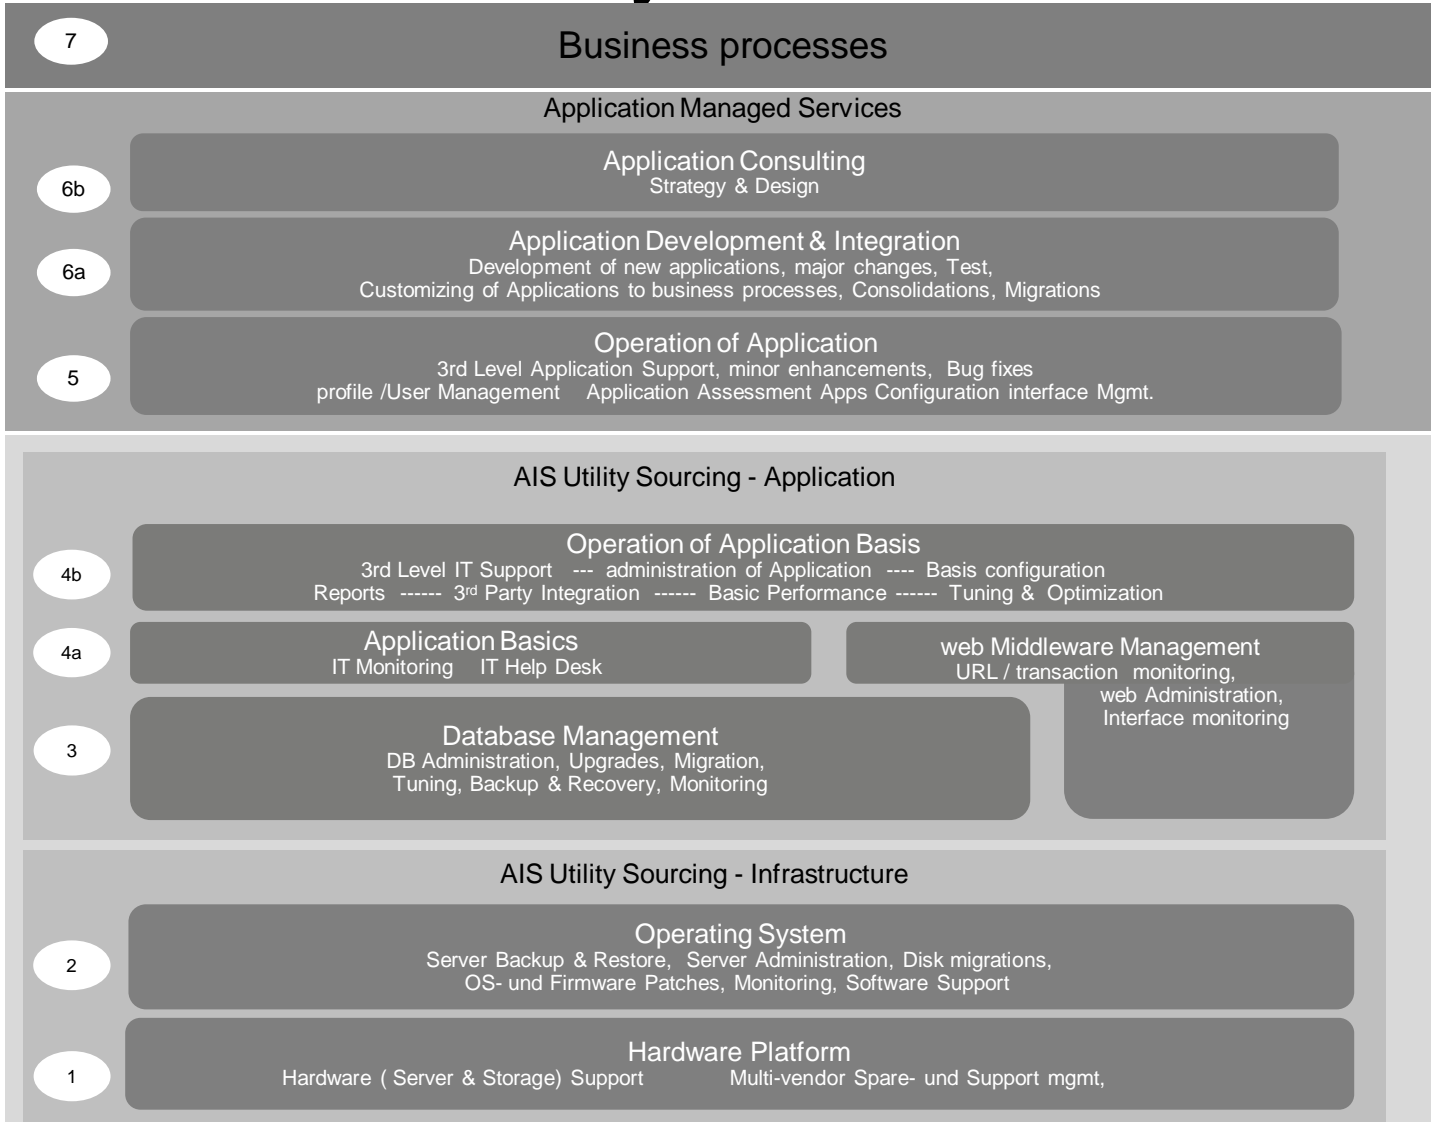 7
Business processes
Application Managed Services
6b
Application Consulting
Strategy & Design
6a
Application Development & Integration
Development of new applications, major changes, Test,
Customizing of Applications to business processes, Consolidations, Migrations
5
Operation of Application
3rd Level Application Support, minor enhancements, Bug fixes
profile /User Management Application Assessment Apps Configuration interface Mgmt.
AIS Utility Sourcing - Application
4b
Operation of Application Basis
3rd Level IT Support --- administration of Application ---- Basis configuration
Reports ------ 3rd Party Integration ------ Basic Performance ------ Tuning & Optimization
4a
Application Basics
IT Monitoring IT Help Desk
web Middleware Management
URL / transaction monitoring,
web Administration,
Interface monitoring
3
Database Management
DB Administration, Upgrades, Migration,
Tuning, Backup & Recovery, Monitoring
AIS Utility Sourcing - Infrastructure
2
Operating System
Server Backup & Restore, Server Administration, Disk migrations,
OS- und Firmware Patches, Monitoring, Software Support
1
Hardware Platform
Hardware ( Server & Storage) Support Multi-vendor Spare- und Support mgmt,